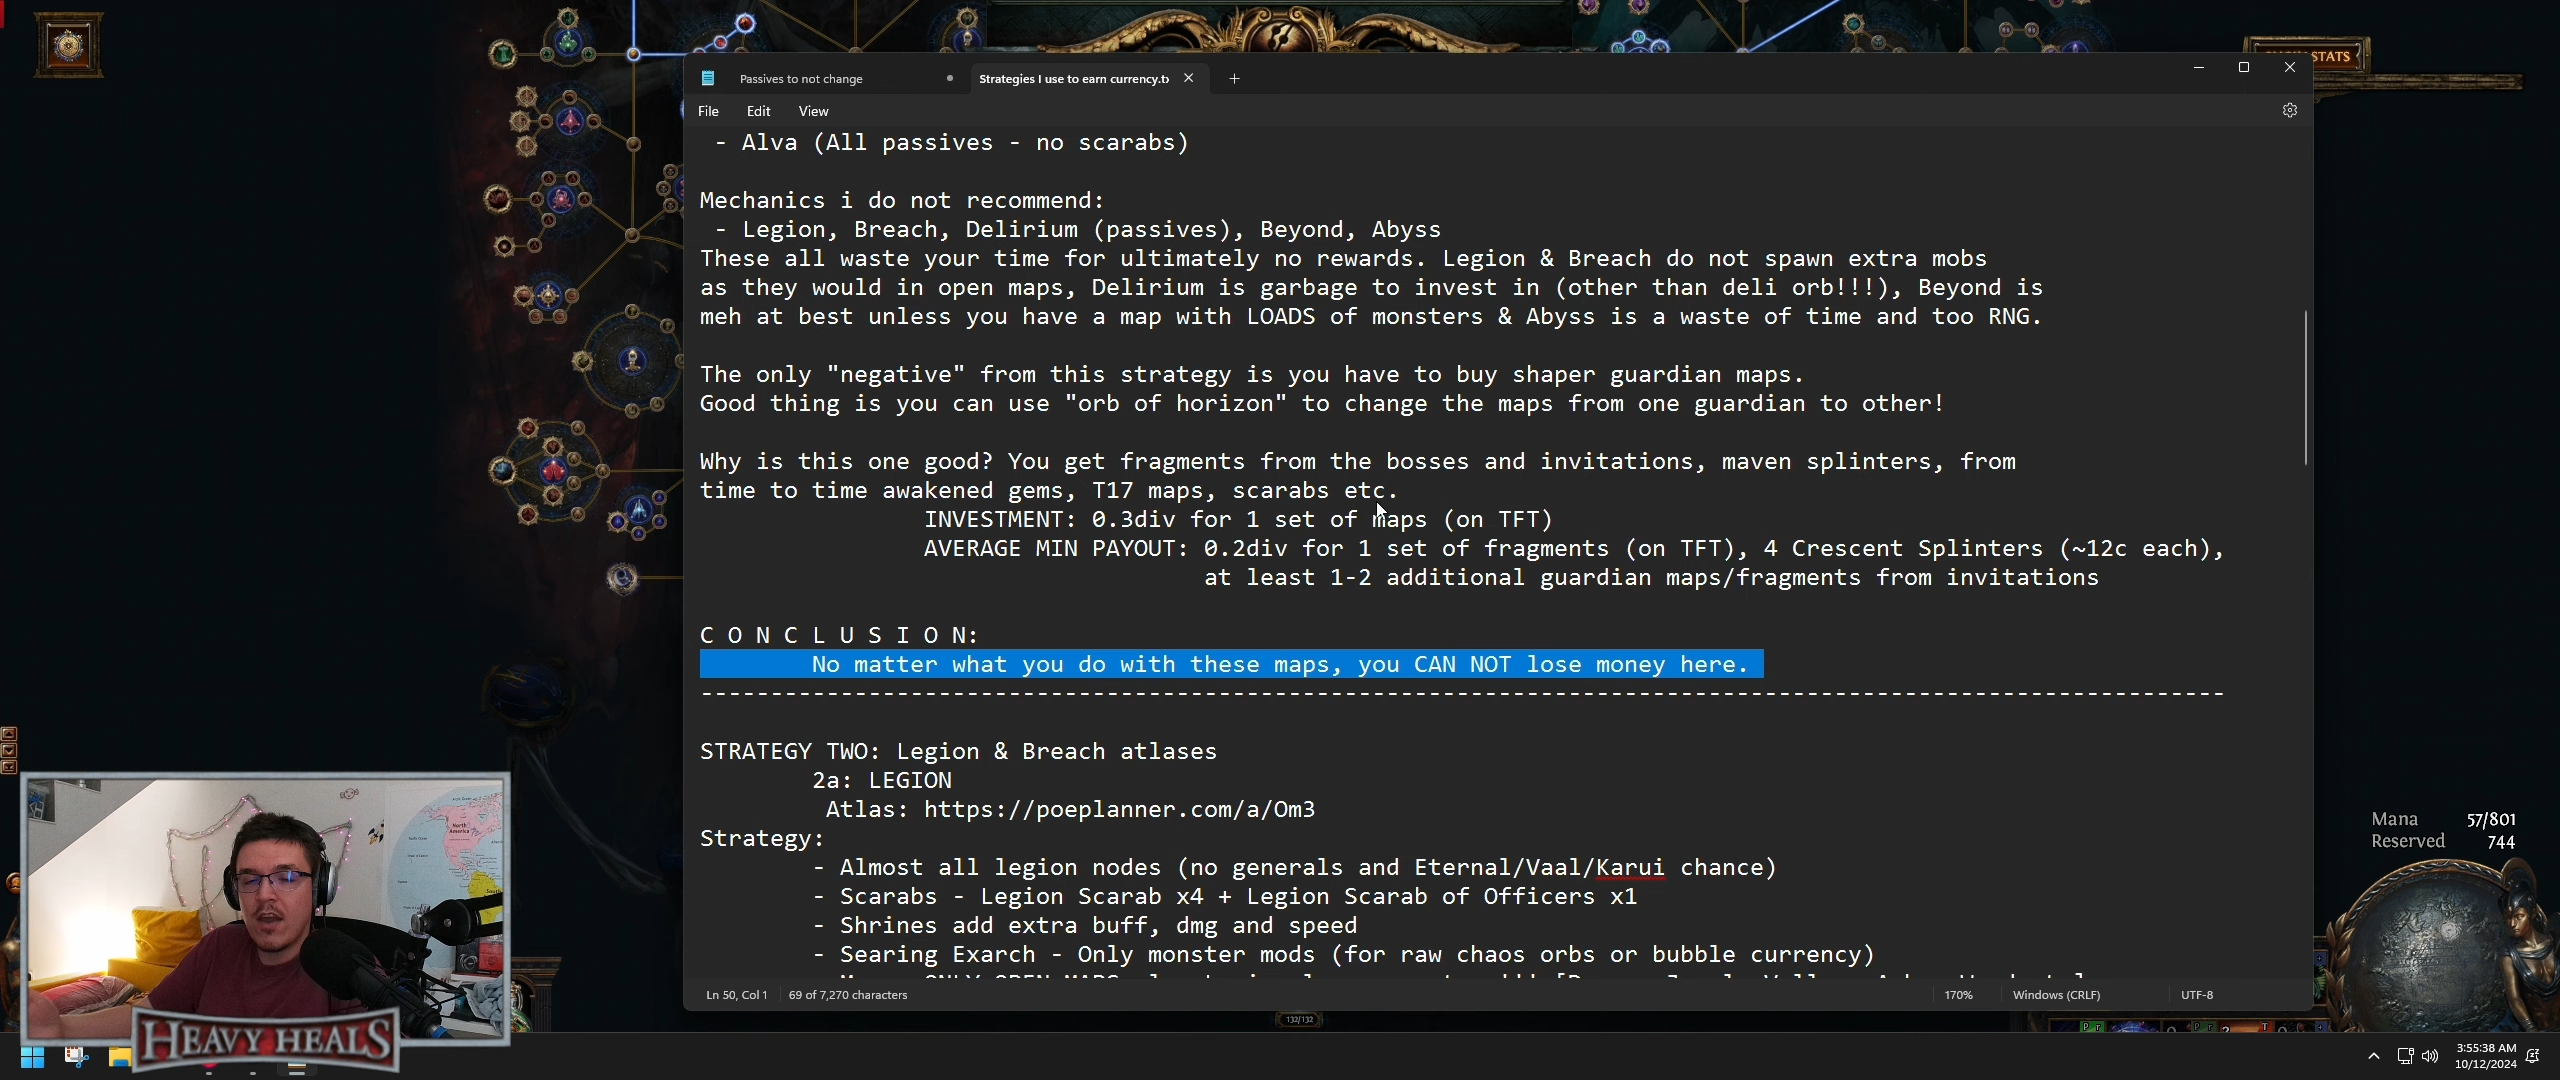 STATS
Passives to not change
Strategies I use to earn currency.tx
File Edit View
- Alva (All passives - no scarabs)
Mechanics i do not recommend:
- Legion, Breach, Delirium (passives), Beyond, Abyss
These all waste your time for ultimately no rewards. Legion & Breach do not spawn extra mobs
as they would in open maps, Delirium is garbage to invest in (other than deli orb!!!), Beyond is
meh at best unless you have a map with LOADS of monsters & Abyss is a waste of time and too RNG.
The only "negative" from this strategy is you have to buy shaper guardian maps.
Good thing is you can use "orb of horizon" to change the maps from one guardian to other!
Why is this one good? You get fragments from the bosses and invitations, maven splinters, from
time to time awakened gems, T17 maps, scarabs etc.
INVESTMENT: 0.3div for 1 set of maps (on TFT)
AVERAGE MIN PAYOUT: 0.2div for 1 set of fragments (on TFT), 4 Crescent Splinters (~12c each),
at least 1-2 additional guardian maps/fragments from invitations
C O N C L U S I O N:
No matter what you do with these maps, you CAN NOT lose money here.
-------------------------------------------------------------------------------------------------------------
STRATEGY TWO: Legion & Breach atlases
2a: LEGION
Atlas: https://poeplanner.com/a/Om3
Strategy:
- Almost all legion nodes (no generals and Eternal/Vaal/Karui chance)
- Scarabs - Legion Scarab x4 + Legion Scarab of Officers x1
- Shrines add extra buff, dmg and speed
- Searing Exarch - Only monster mods (for raw chaos orbs or bubble currency)
Ln 50, Col 1 69 of 7,270 characters 170% Windows (CRLF) UTF-8
Mana 57/801
Reserved 744
132/132
North America
HEAVY HEALS
3:55:38 AM
10/12/2024